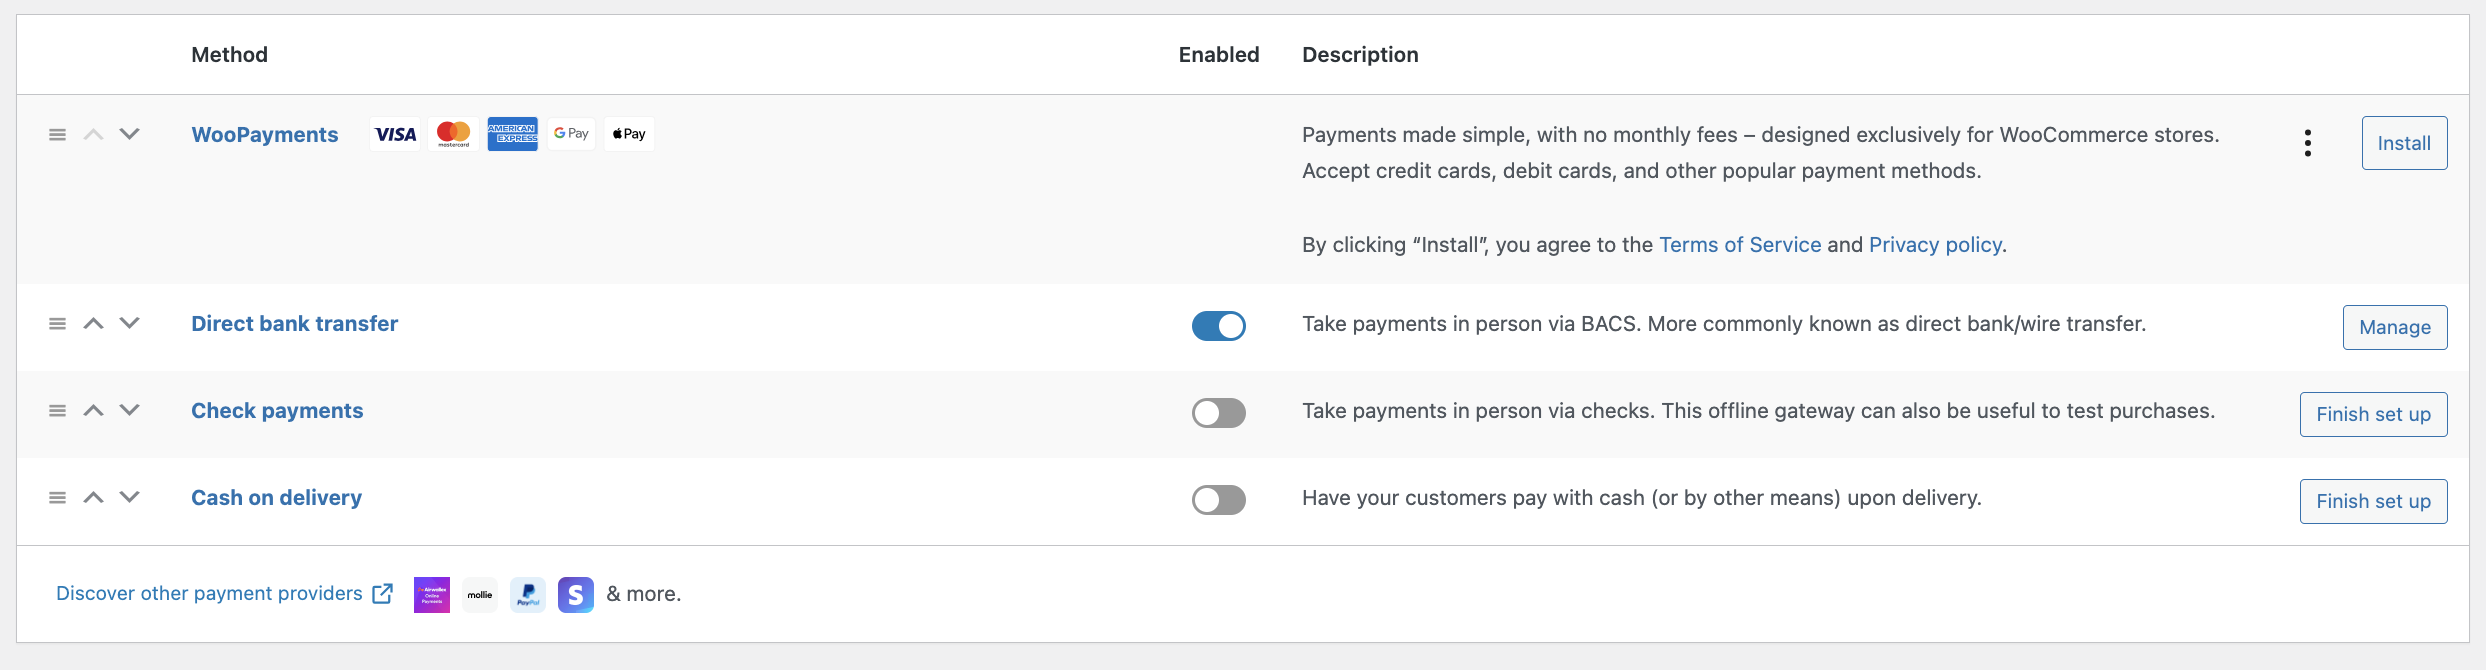 Method Enabled Description
WooPayments VISA mastercard AMERICAN EXPRESS G Pay Pay Payments made simple, with no monthly fees – designed exclusively for WooCommerce stores. Install
Accept credit cards, debit cards, and other popular payment methods.
By clicking “Install”, you agree to the Terms of Service and Privacy policy.
Direct bank transfer Take payments in person via BACS. More commonly known as direct bank/wire transfer. Manage
Check payments Take payments in person via checks. This offline gateway can also be useful to test purchases. Finish set up
Cash on delivery Have your customers pay with cash (or by other means) upon delivery. Finish set up
Discover other payment providers Airwallex Online Payments mollie PayPal S & more.